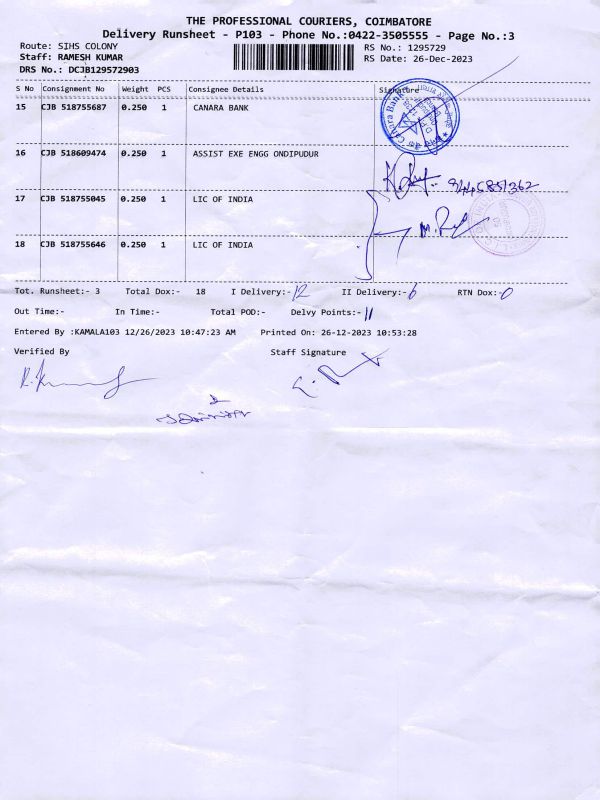 THE PROFESSIONAL COURIERS, COIMBATORE
Delivery Runsheet - P103 - Phone No.:0422-3505555 - Page No.:3
Route: SIHS COLONY
RS No.: 1295729
Staff: RAMESH KUMAR
RS Date: 26-Dec-2023
DRS No.: DCJB129572903
S No Consignment No Weight PCS Consignee Details Signature
15 CJB 518755687 0.250 1 CANARA BANK
Canara Bank
16 CJB 518609474 0.250 1 ASSIST EXE ENGG ONDIPUDUR
17 CJB 518755045 0.250 1 LIC OF INDIA
18 CJB 518755646 0.250 1 LIC OF INDIA
Tot. Runsheet:- 3 Total Dox:- 18 I Delivery:- 12 II Delivery:- 6 RTN Dox:- 0
Out Time:- In Time:- Total POD:- Delvy Points:- 11
Entered By :KAMALA103 12/26/2023 10:47:23 AM Printed On: 26-12-2023 10:53:28
Verified By Staff Signature